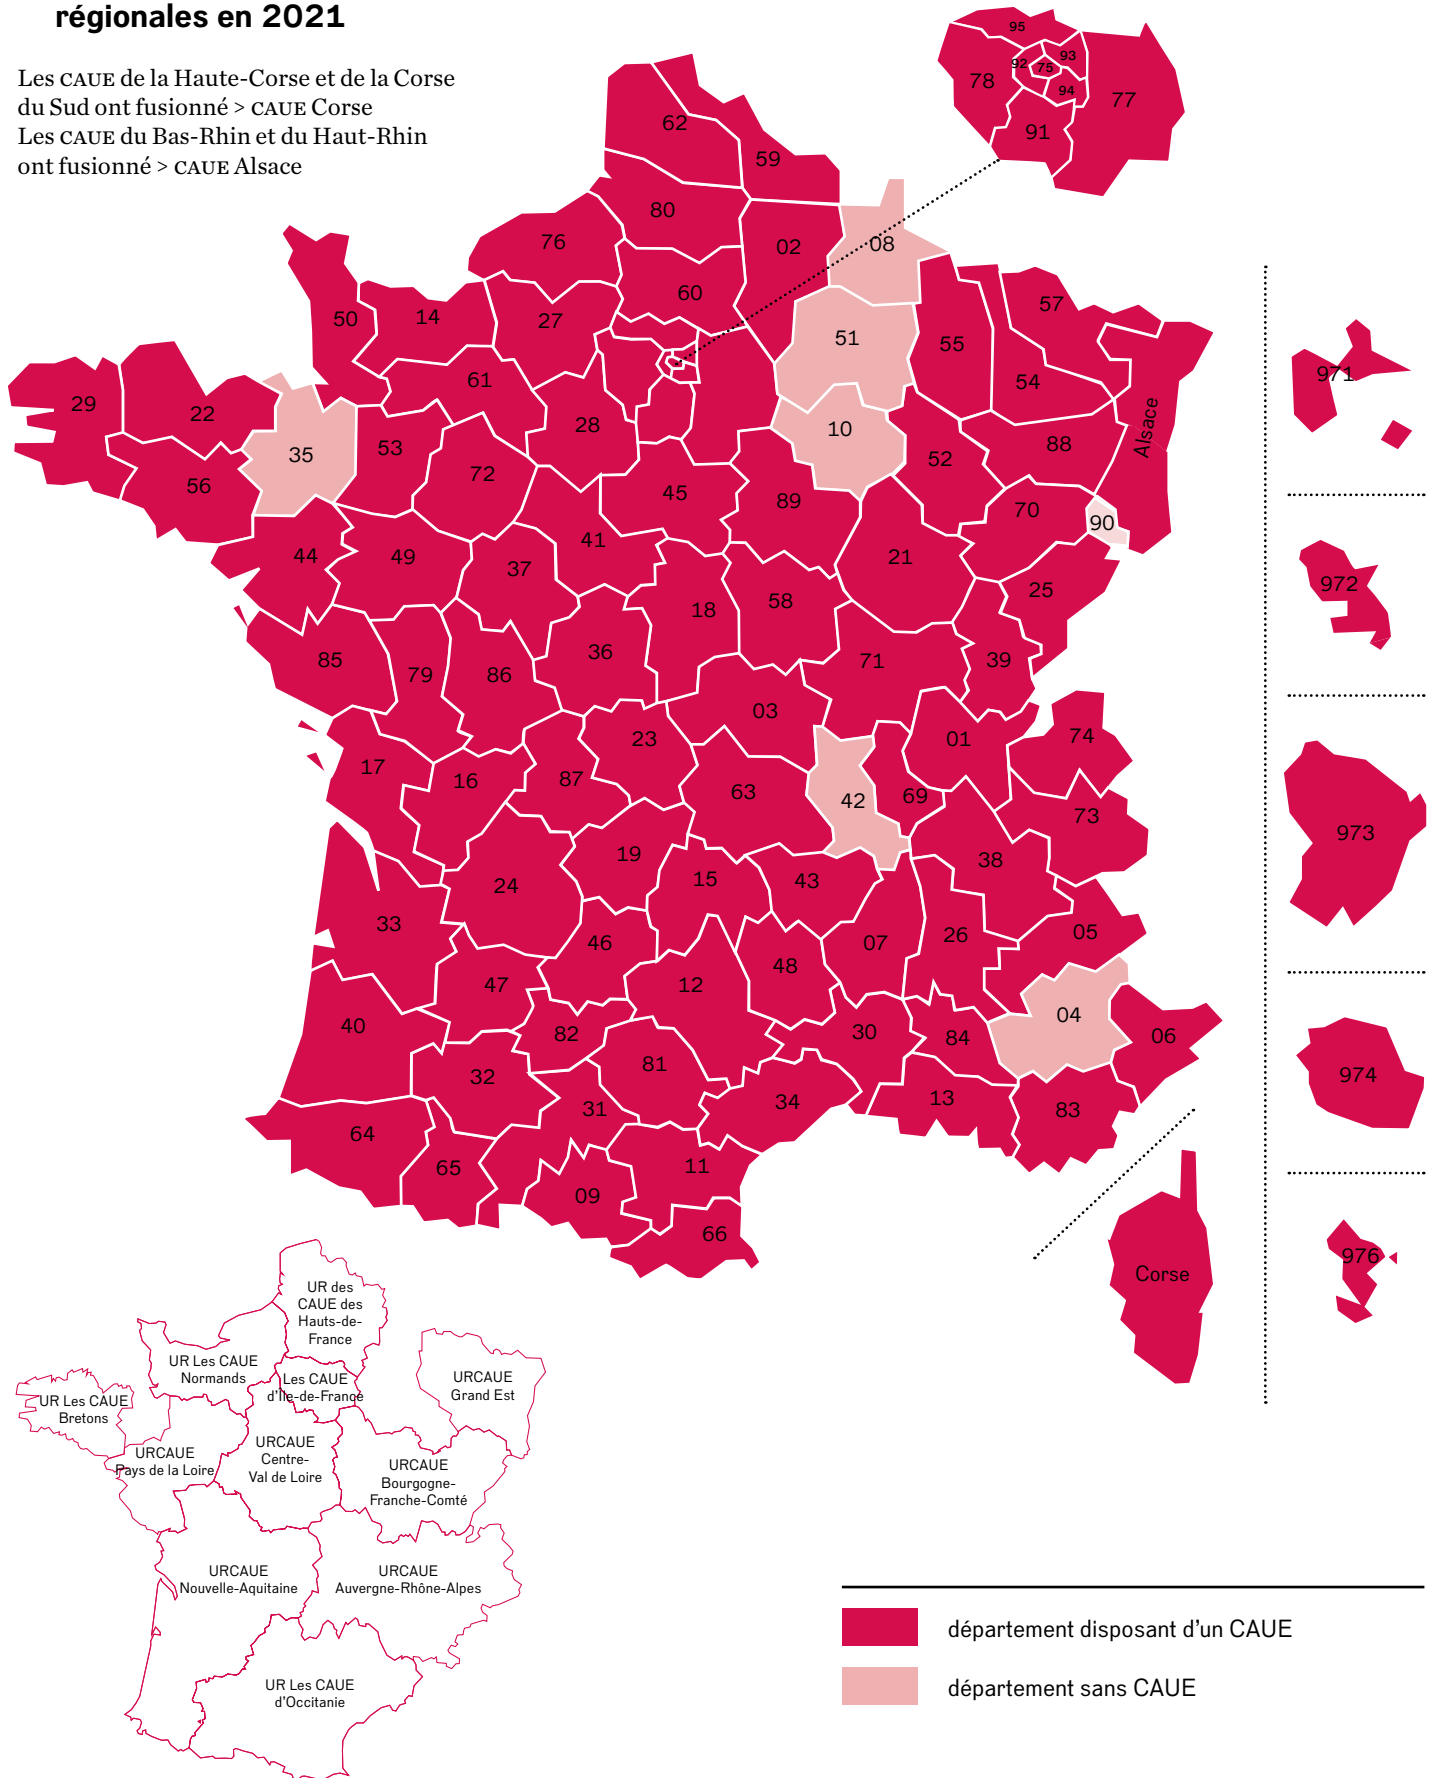 régionales en 2021
Les CAUE de la Haute-Corse et de la Corse
du Sud ont fusionné > CAUE Corse
Les CAUE du Bas-Rhin et du Haut-Rhin
ont fusionné > CAUE Alsace
95
93
92
75
78
94
77
91
62
59
80
76
02
08
60
57
50
14
27
51
55
971
61
54
29
22
28
10
Alsace
88
35
53
52
72
56
45
89
70
90
41
44
49
21
37
972
25
18
58
36
85
71
39
79
86
03
23
74
01
17
16
87
63
42
69
73
973
19
38
24
15
43
33
05
46
07
26
48
47
12
04
40
30
06
82
84
81
974
32
13
34
31
83
64
11
65
09
66
976
Corse
UR des
CAUE des
Hauts-de-
France
UR Les CAUE
Normands
Les CAUE
d'Île-de-France
URCAUE
Grand Est
UR Les CAUE
Bretons
URCAUE
Pays de la Loire
URCAUE
Centre-
Val de Loire
URCAUE
Bourgogne-
Franche-Comté
URCAUE
Nouvelle-Aquitaine
URCAUE
Auvergne-Rhône-Alpes
UR Les CAUE
d'Occitanie
département disposant d’un CAUE
département sans CAUE